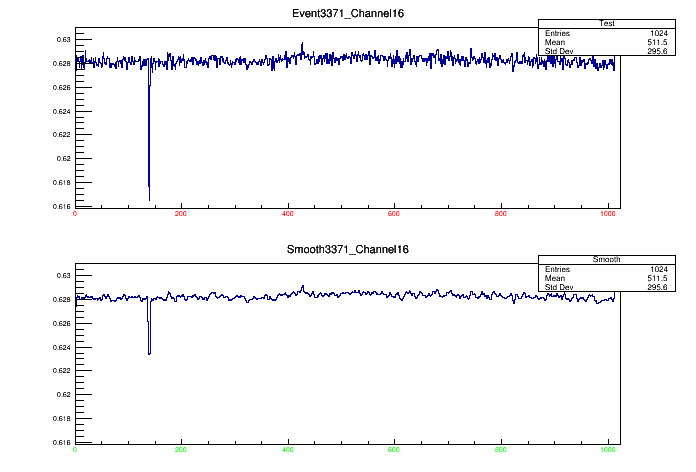 Event3371_Channel16
Test
Entries 1024
Mean 511.5
Std Dev 295.6
0.63
0.628
0.626
0.624
0.622
0.62
0.618
0.616
0 200 400 600 800 1000
Smooth3371_Channel16
Smooth
Entries 1024
Mean 511.5
Std Dev 295.6
0.63
0.628
0.626
0.624
0.622
0.62
0.618
0.616
0 200 400 600 800 1000